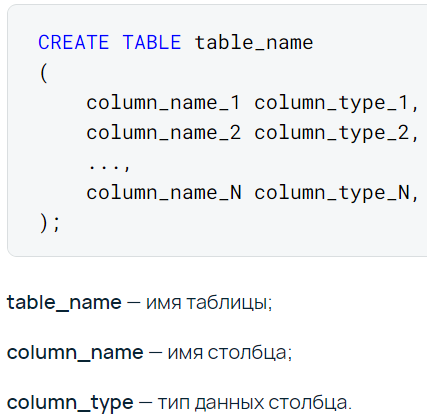 CREATE TABLE table_name
(
    column_name_1 column_type_1,
    column_name_2 column_type_2,
    ...,
    column_name_N column_type_N,
);
table_name — имя таблицы;
column_name — имя столбца;
column_type — тип данных столбца.